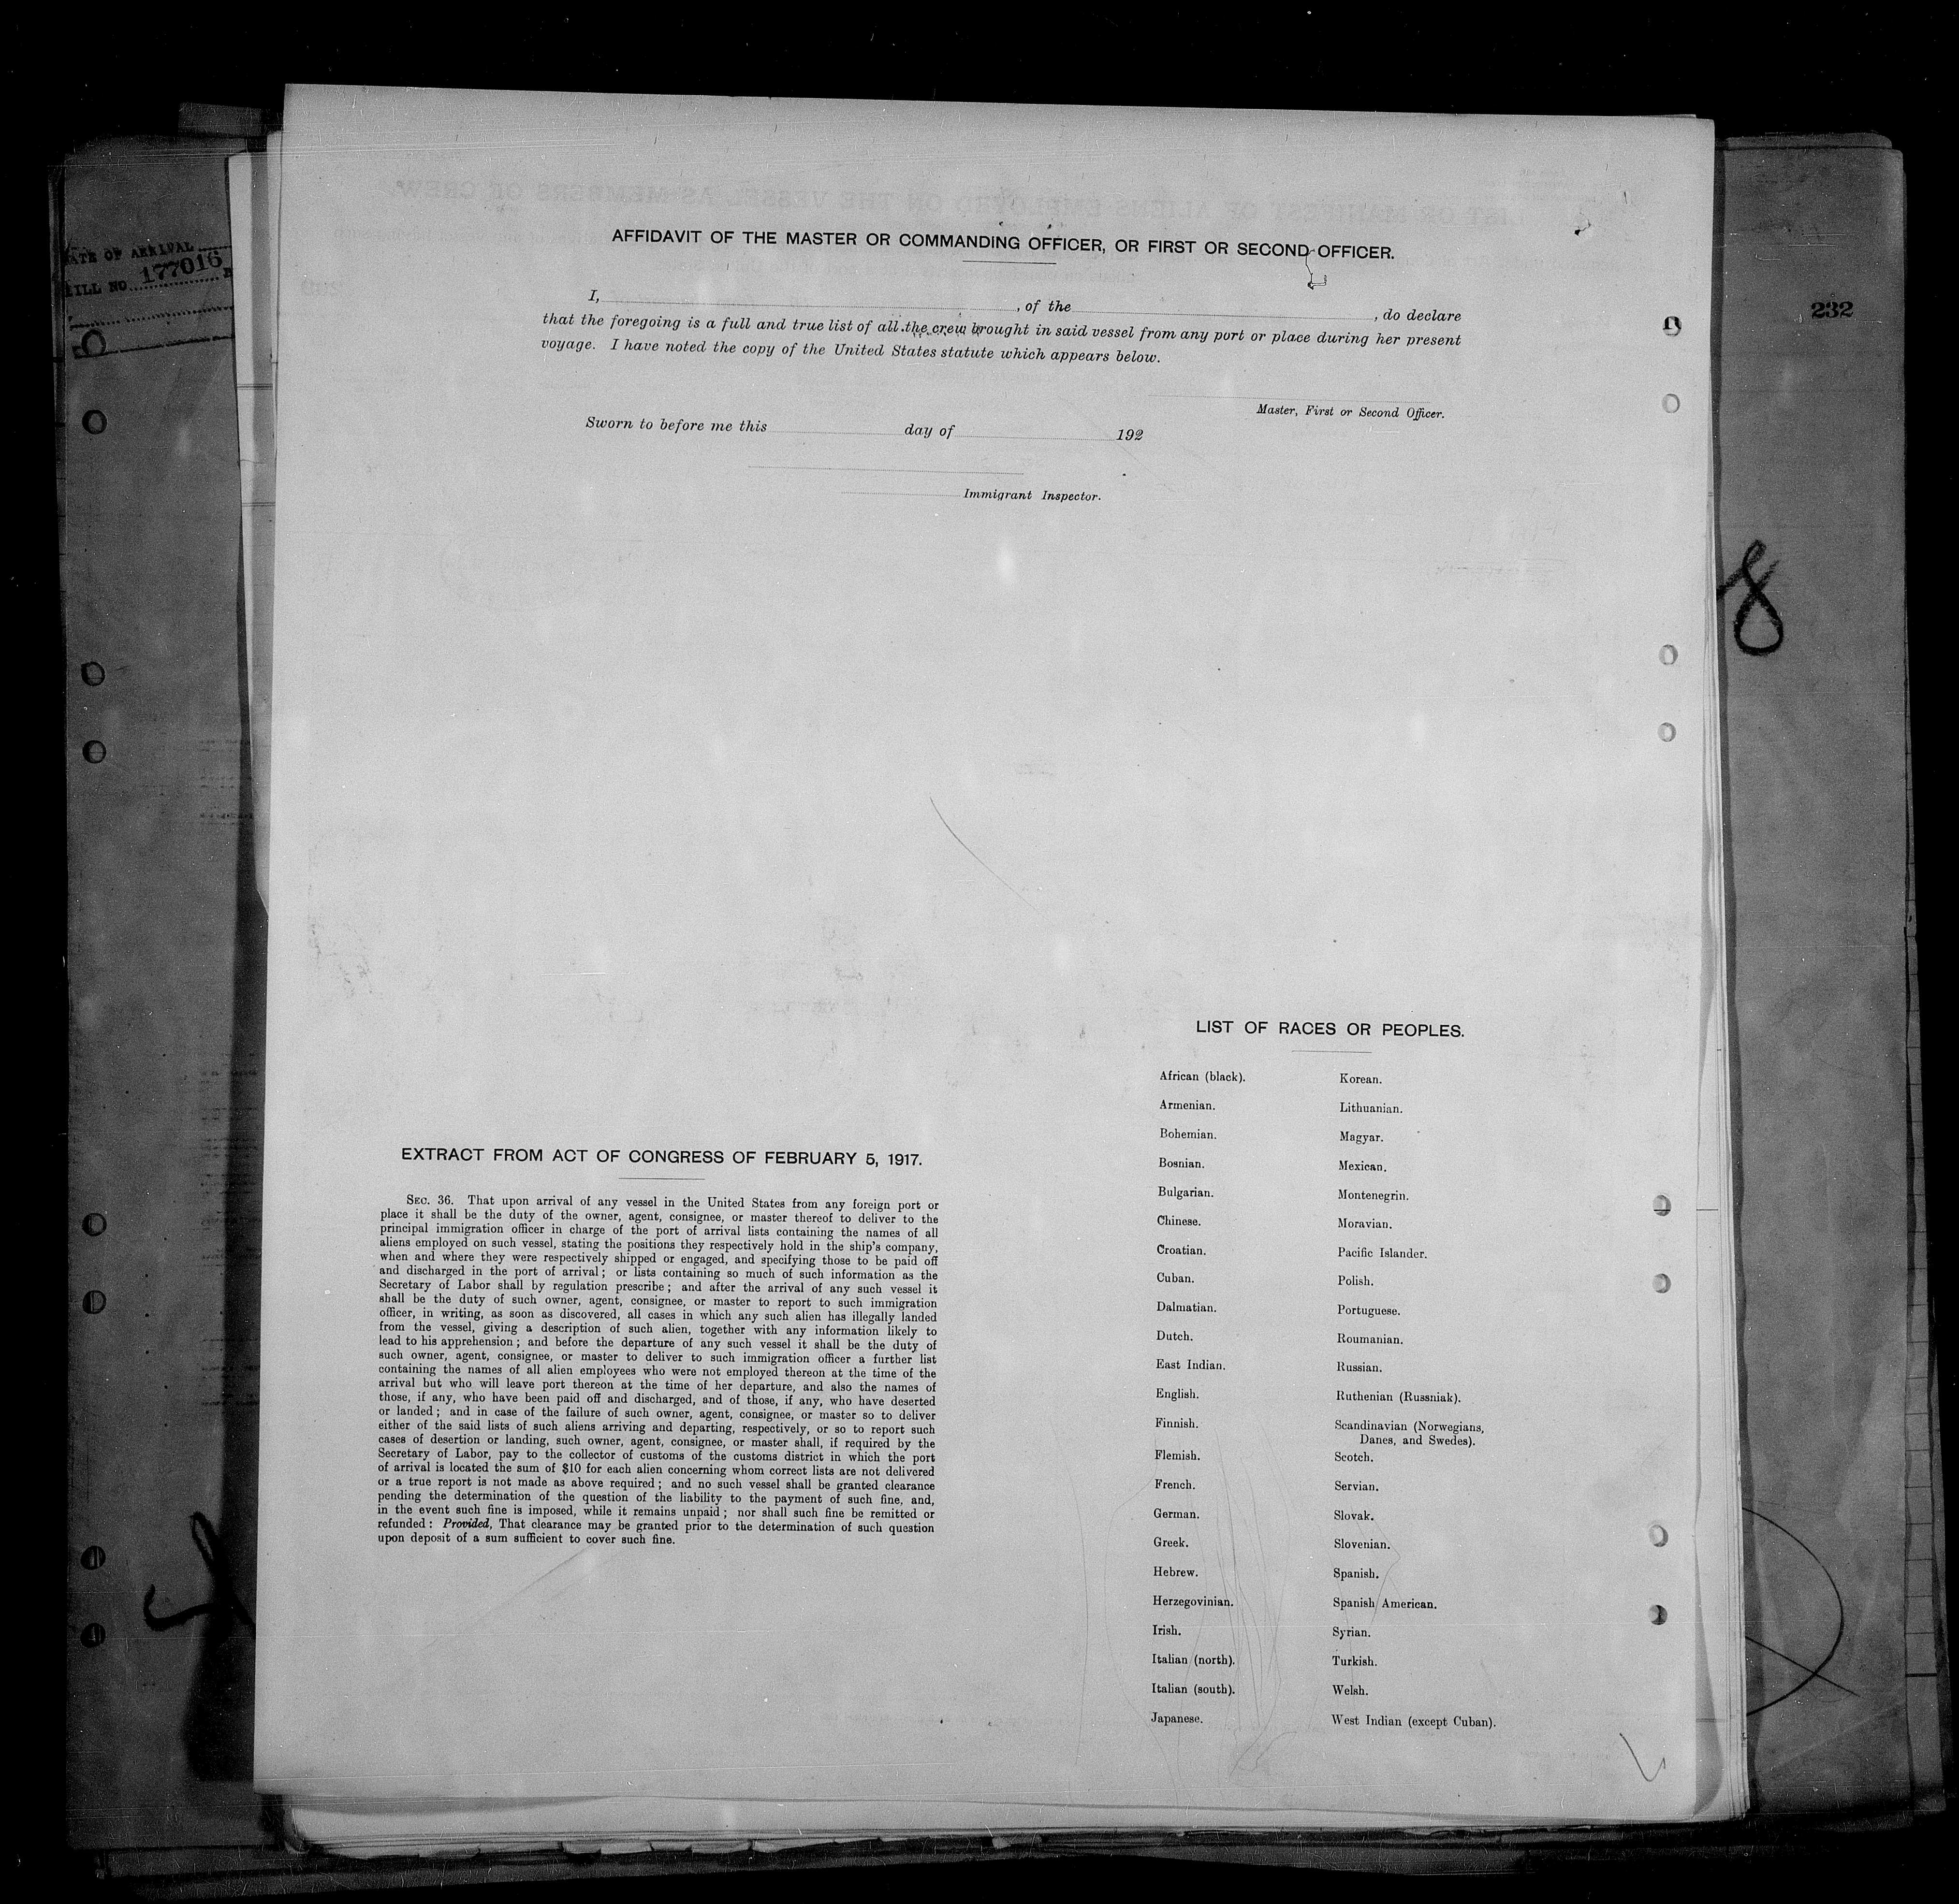 AFFIDAVIT OF THE MASTER OR COMMANDING OFFICER, OR FIRST OR SECOND OFFICER.
I, , of the , do declare
that the foregoing is a full and true list of all the crew brought in said vessel from any port or place during her present
voyage. I have noted the copy of the United States statute which appears below.
Master, First or Second Officer.
Sworn to before me this day of 192
Immigrant Inspector.
ATE OF ARRIVAL
ILL NO. 177016
232
8
EXTRACT FROM ACT OF CONGRESS OF FEBRUARY 5, 1917.
SEC. 36. That upon arrival of any vessel in the United States from any foreign port or
place it shall be the duty of the owner, agent, consignee, or master thereof to deliver to the
principal immigration officer in charge of the port of arrival lists containing the names of all
aliens employed on such vessel, stating the positions they respectively hold in the ship's company,
when and where they were respectively shipped or engaged, and specifying those to be paid off
and discharged in the port of arrival; or lists containing so much of such information as the
Secretary of Labor shall by regulation prescribe; and after the arrival of any such vessel it
shall be the duty of such owner, agent, consignee, or master to report to such immigration
officer, in writing, as soon as discovered, all cases in which any such alien has illegally landed
from the vessel, giving a description of such alien, together with any information likely to
lead to his apprehension; and before the departure of any such vessel it shall be the duty of
such owner, agent, consignee, or master to deliver to such immigration officer a further list
containing the names of all alien employees who were not employed thereon at the time of the
arrival but who will leave port thereon at the time of her departure, and also the names of
those, if any, who have been paid off and discharged, and of those, if any, who have deserted
or landed; and in case of the failure of such owner, agent, consignee, or master so to deliver
either of the said lists of such aliens arriving and departing, respectively, or so to report such
cases of desertion or landing, such owner, agent, consignee, or master shall, if required by the
Secretary of Labor, pay to the collector of customs of the customs district in which the port
of arrival is located the sum of $10 for each alien concerning whom correct lists are not delivered
or a true report is not made as above required; and no such vessel shall be granted clearance
pending the determination of the question of the liability to the payment of such fine, and,
in the event such fine is imposed, while it remains unpaid; nor shall such fine be remitted or
refunded: Provided, That clearance may be granted prior to the determination of such question
upon deposit of a sum sufficient to cover such fine.
LIST OF RACES OR PEOPLES.
African (black).
Armenian.
Bohemian.
Bosnian.
Bulgarian.
Chinese.
Croatian.
Cuban.
Dalmatian.
Dutch.
East Indian.
English.
Finnish.
Flemish.
French.
German.
Greek.
Hebrew.
Herzegovinian.
Irish.
Italian (north).
Italian (south).
Japanese.
Korean.
Lithuanian.
Magyar.
Mexican.
Montenegrin.
Moravian.
Pacific Islander.
Polish.
Portuguese.
Roumanian.
Russian.
Ruthenian (Russniak).
Scandinavian (Norwegians,
Danes, and Swedes).
Scotch.
Servian.
Slovak.
Slovenian.
Spanish.
Spanish American.
Syrian.
Turkish.
Welsh.
West Indian (except Cuban).